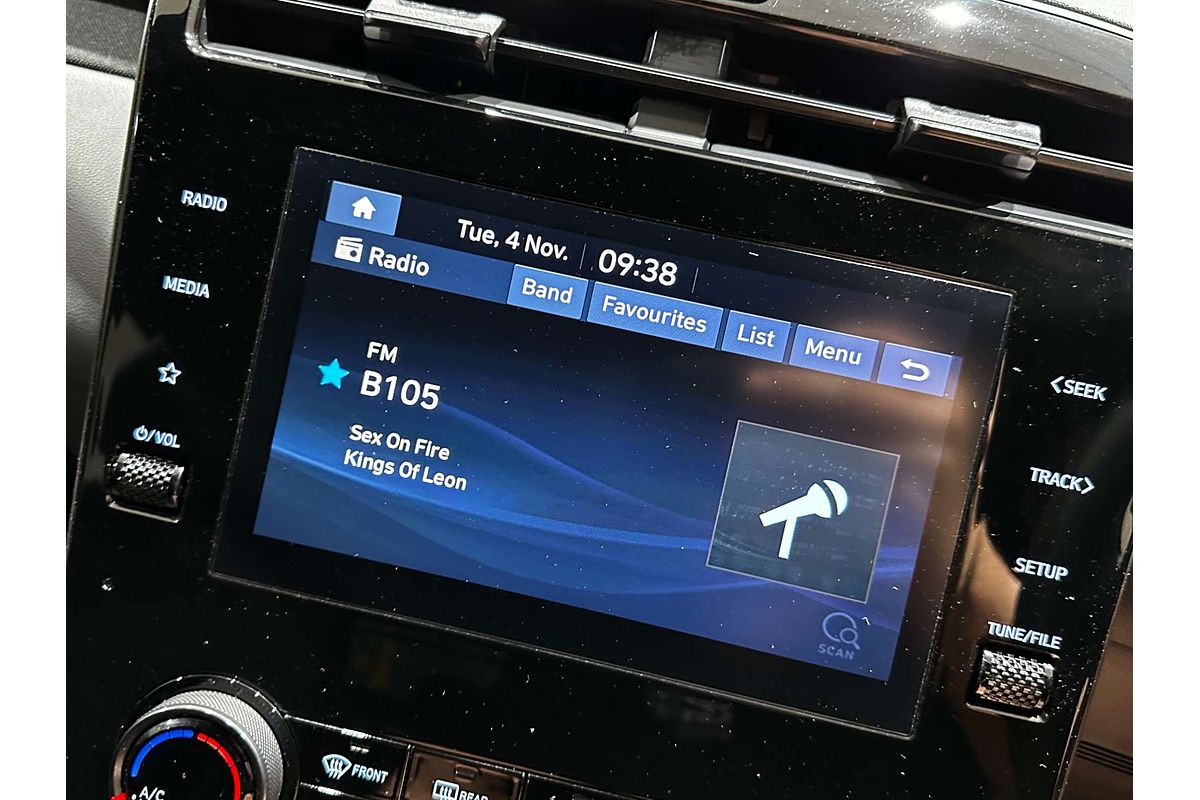 RADIO
MEDIA
/VOL
Tue, 4 Nov.
09:38
Radio
Band
Favourites
List
Menu
FM
B105
Sex On Fire
Kings Of Leon
SCAN
<SEEK
TRACK>
SETUP
TUNE/FILE
A/C
FRONT
REAR